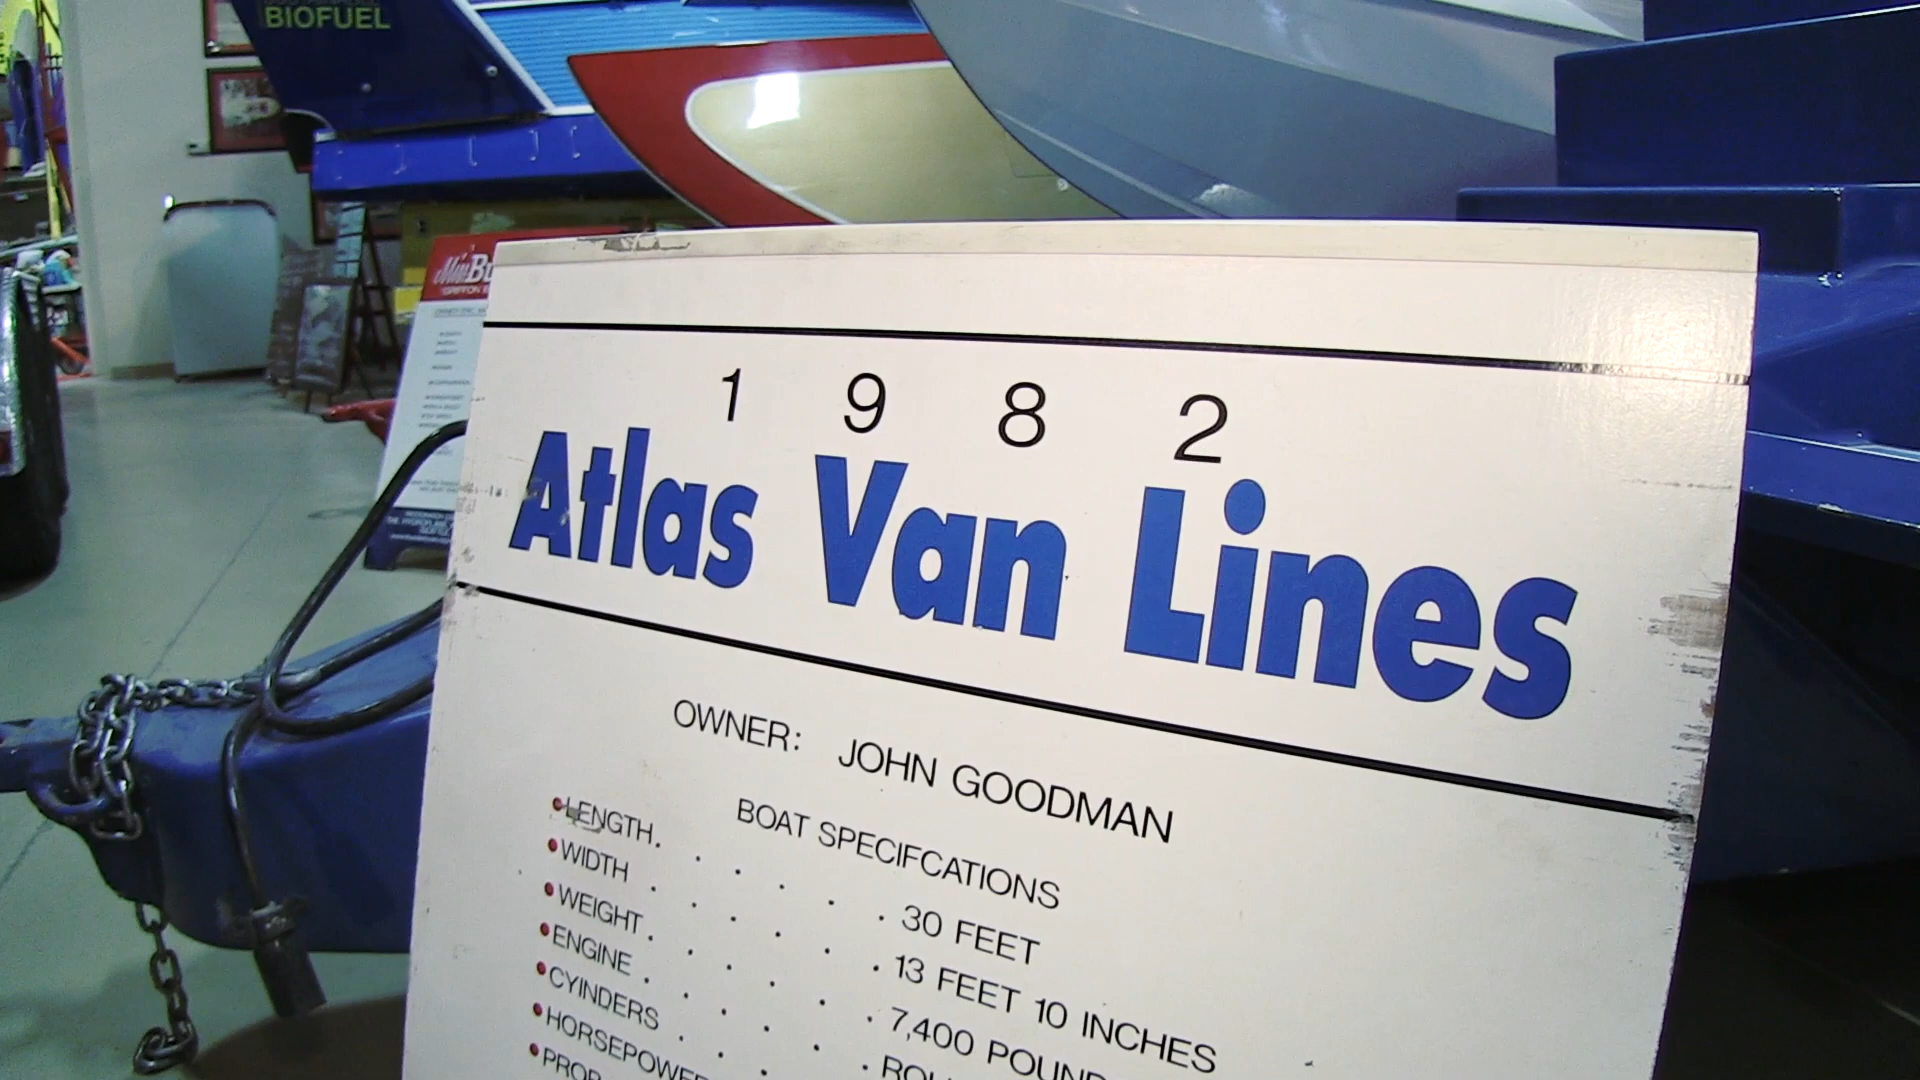 BIOFUEL
1 9 8 2
Atlas Van Lines
OWNER: JOHN GOODMAN
BOAT SPECIFCATIONS
•LENGTH. . . . . . 30 FEET
•WIDTH . . . . . . 13 FEET 10 INCHES
•WEIGHT . . . . . . 7,400
•ENGINE . . . . . .
•CYINDERS
•HORSEPOWER